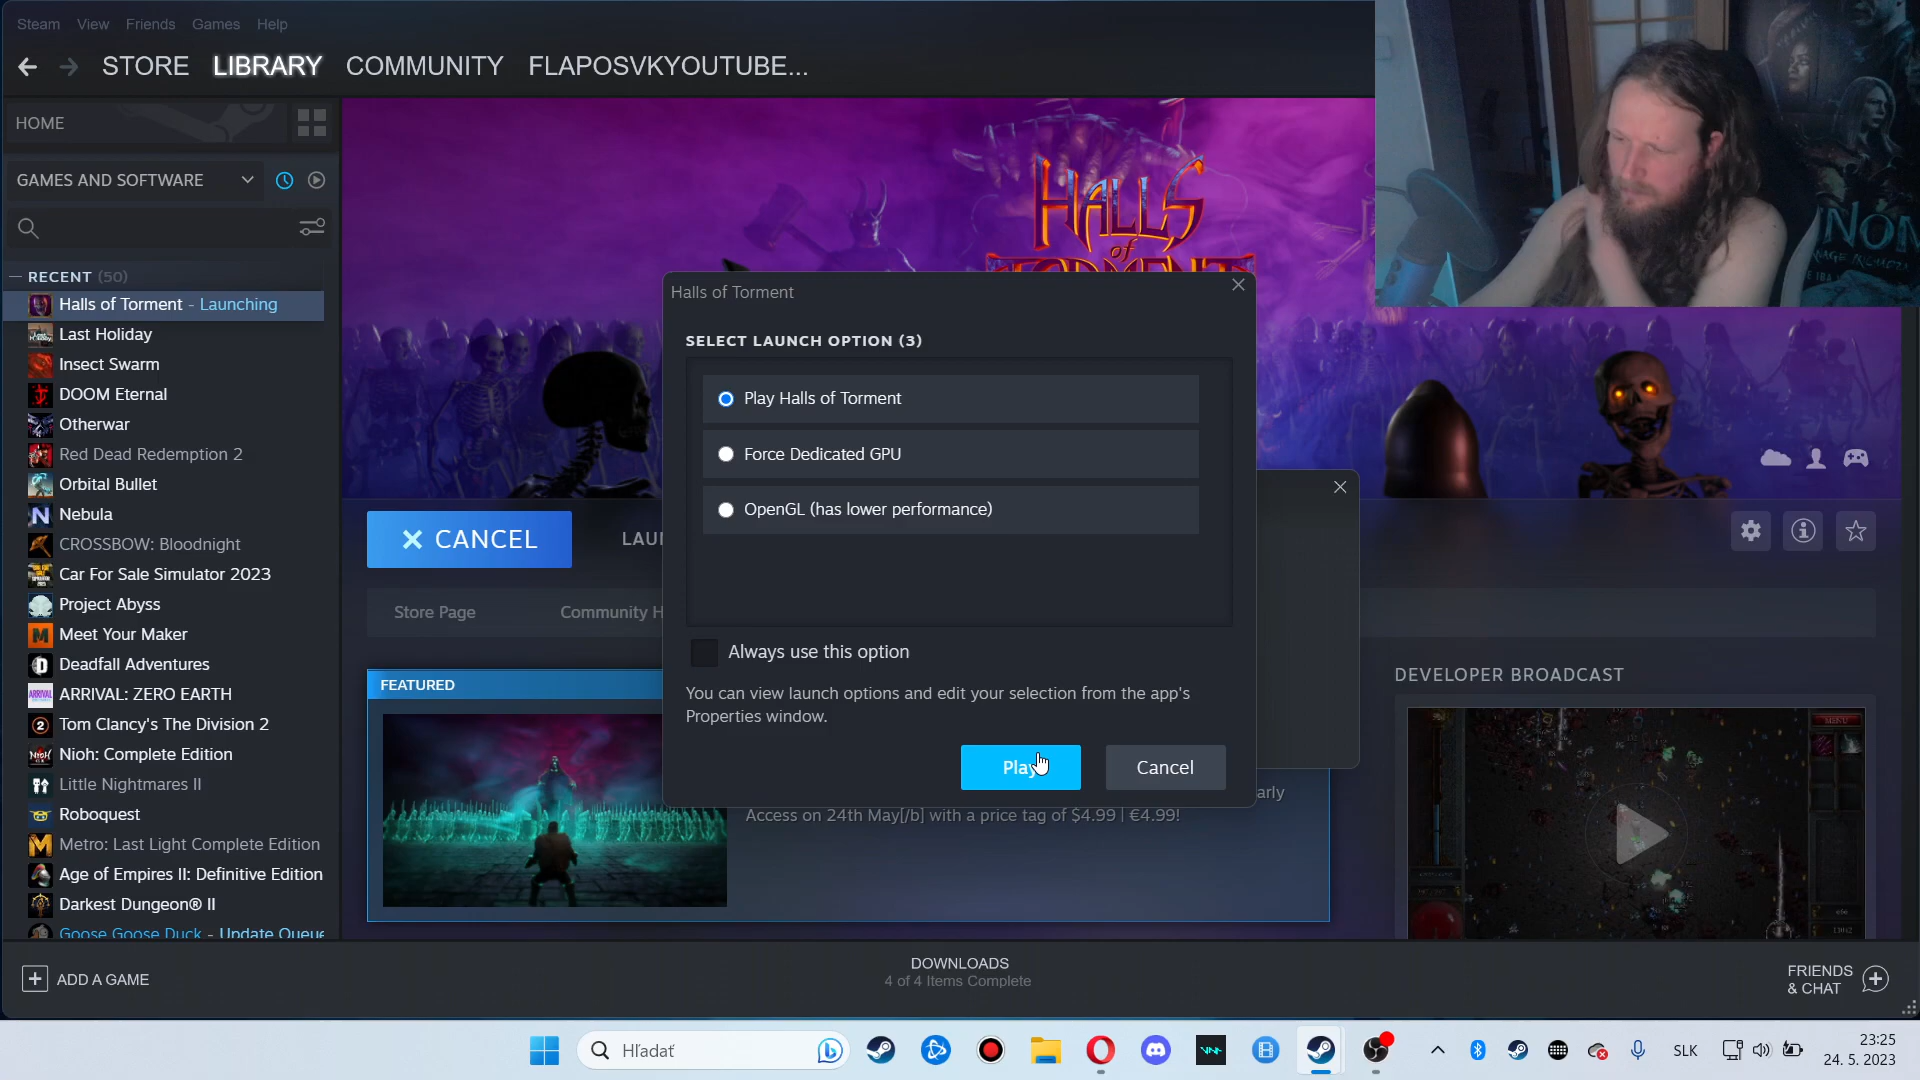 Steam View Friends Games Help
STORE LIBRARY COMMUNITY FLAPOSVKYOUTUBE...
HOME
GAMES AND SOFTWARE
RECENT (50)
Halls of Torment - Launching
Last Holiday
Insect Swarm
DOOM Eternal
Otherwar
Red Dead Redemption 2
Orbital Bullet
Nebula
CROSSBOW: Bloodnight
Car For Sale Simulator 2023
Project Abyss
Meet Your Maker
Deadfall Adventures
ARRIVAL: ZERO EARTH
Tom Clancy's The Division 2
Nioh: Complete Edition
Little Nightmares II
Roboquest
Metro: Last Light Complete Edition
Age of Empires II: Definitive Edition
Darkest Dungeon® II
Goose Goose Duck - Update Queue
HALLS
of
TORMENT
Halls of Torment
SELECT LAUNCH OPTION (3)
Play Halls of Torment
Force Dedicated GPU
OpenGL (has lower performance)
Always use this option
You can view launch options and edit your selection from the app's
Properties window.
Play
Cancel
CANCEL
LAU
Store Page
Community H
FEATURED
arly
Access on 24th May[/b] with a price tag of $4.99 | €4.99!
DEVELOPER BROADCAST
MENU
ADD A GAME
DOWNLOADS
4 of 4 Items Complete
FRIENDS
& CHAT
Hľadať
SLK
23:25
24. 5. 2023